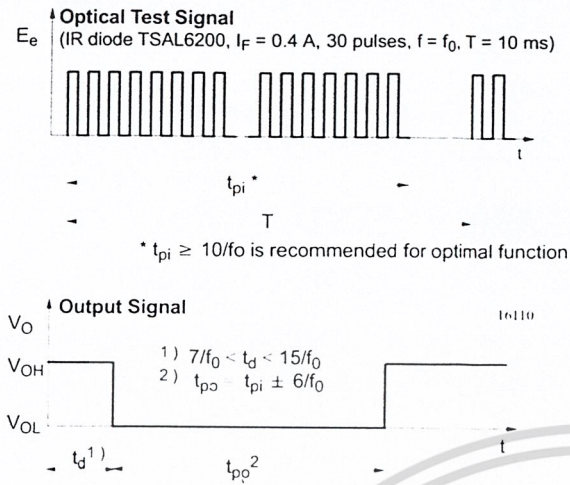 Optical Test Signal
Ee
(IR diode TSAL6200, IF = 0.4 A, 30 pulses, f = f0, T = 10 ms)
t
tpi *
T
* tpi ≥ 10/fo is recommended for optimal function
Output Signal
16110
VO
VOH
1) 7/f0 < td < 15/f0
2) tpo = tpi ± 6/f0
VOL
t
td1)
tpo2